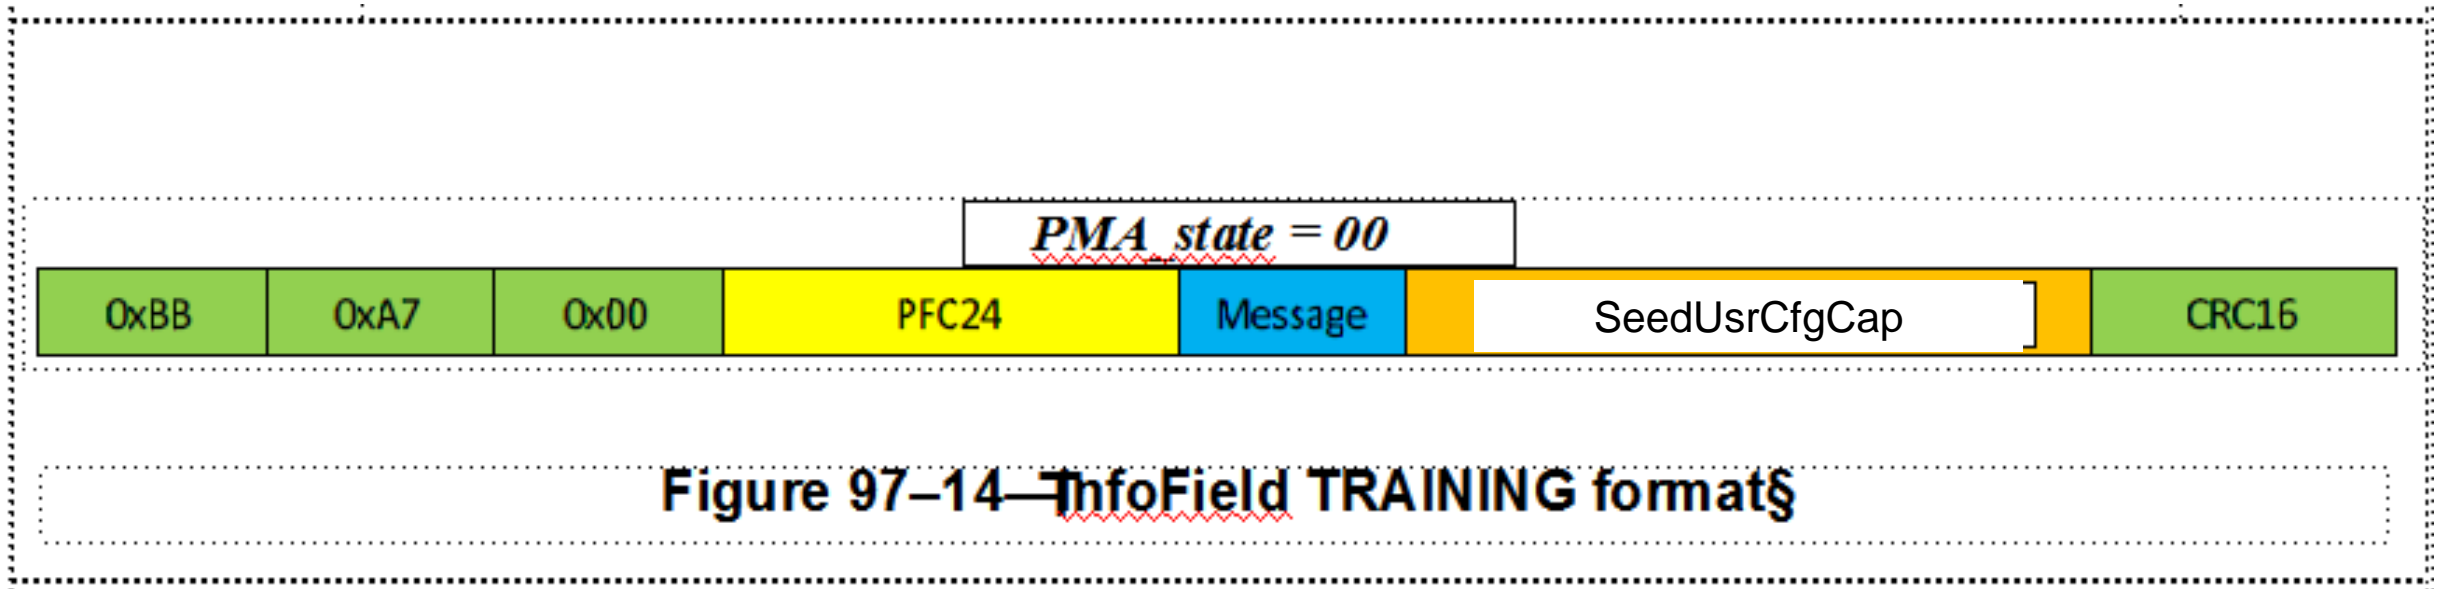 PMA_state = 00
0xBB 0xA7 0x00 PFC24 Message SeedUsrCfgCap CRC16
Figure 97–14—InfoField TRAINING format§